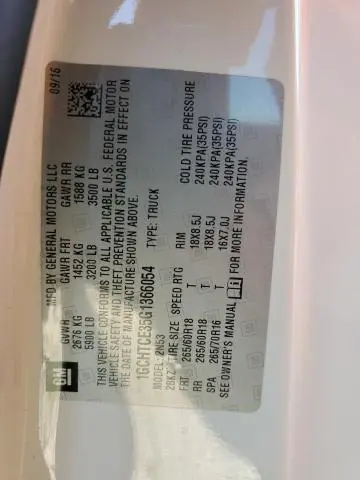 MFD BY GENERAL MOTORS LLC 09/16
GM
GVWR GAWR FRT GAWR RR
2676 KG 1452 KG 1588 KG
5900 LB 3200 LB 3500 LB
THIS VEHICLE CONFORMS TO ALL APPLICABLE U.S. FEDERAL MOTOR
VEHICLE SAFETY AND THEFT PREVENTION STANDARDS IN EFFECT ON
THE DATE OF MANUFACTURE SHOWN ABOVE.
1GCHTCE35G1366054 TYPE: TRUCK
MODEL: 2N53
TIRE SIZE SPEED RTG RIM COLD TIRE PRESSURE
FRT 265/60R18 T 18X8.5J 240KPA(35PSI)
RR 265/60R18 T 18X8.5J 240KPA(35PSI)
SPA 265/70R16 T 16X7.0J 240KPA(35PSI)
SEE OWNER'S MANUAL FOR MORE INFORMATION.